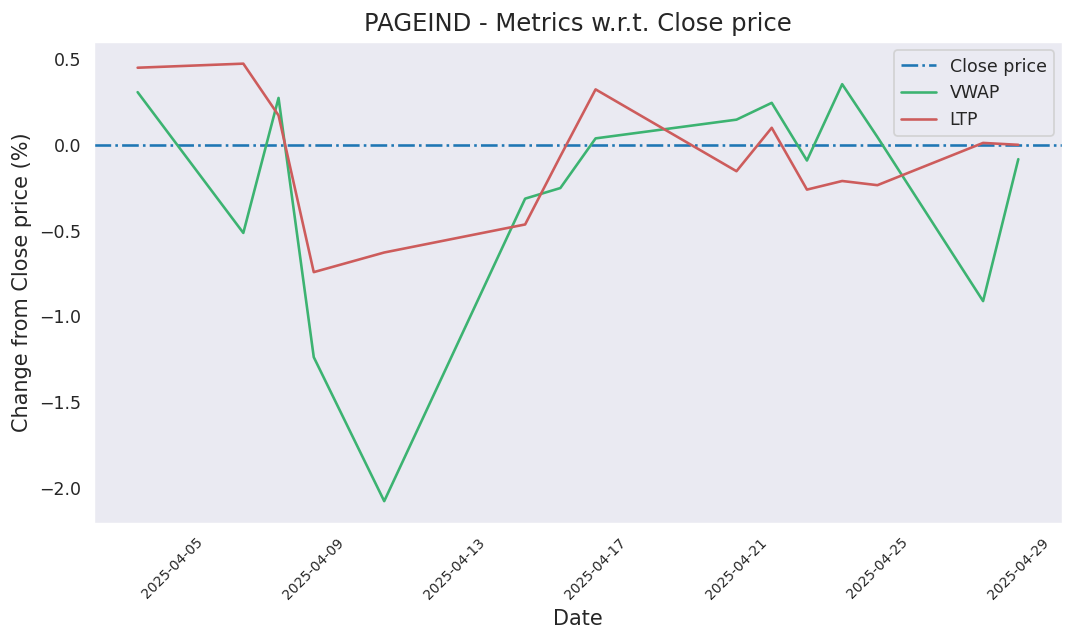 PAGEIND - Metrics w.r.t. Close price
Close price
VWAP
LTP
Change from Close price (%)
0.5
0.0
−0.5
−1.0
−1.5
−2.0
2025-04-05
2025-04-09
2025-04-13
2025-04-17
2025-04-21
2025-04-25
2025-04-29
Date